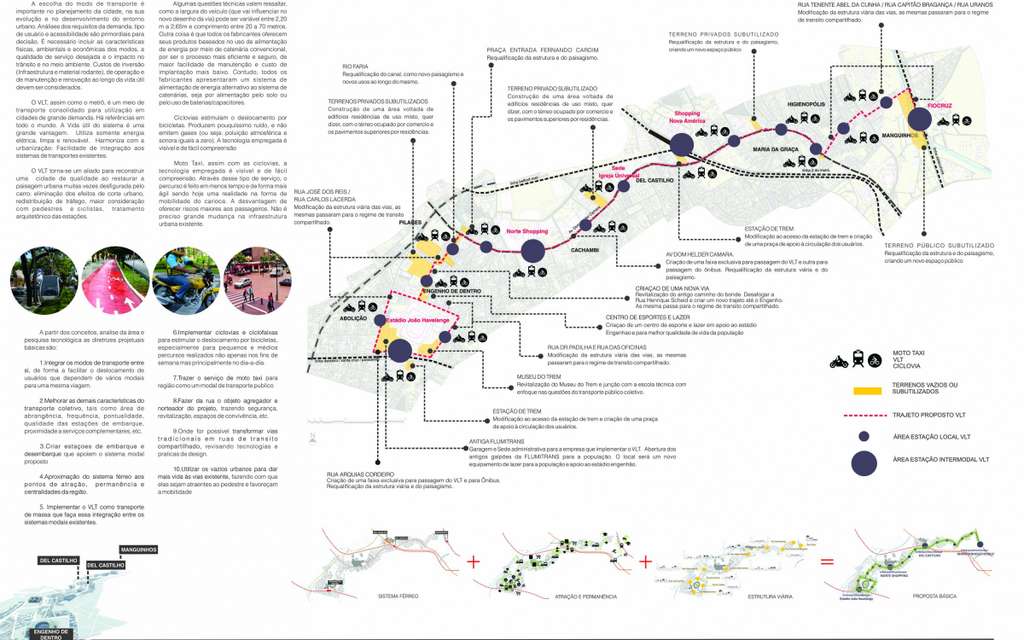 A escolha do modo de transporte é
importante no planejamento da cidade, na sua
evolução e no desenvolvimento do entorno
urbano. Análises dos requisitos da demanda, tipo
de usuário e acessibilidade são primordiais para
decisão. É necessário incluir as características
físicas, ambientais e econômicas dos modos, a
qualidade de serviço desejada e o impacto no
trânsito e no meio ambiente. Custos de inversão
(Infraestrutura e material rodante), de operação e
de manutenção e renovação ao longo da vida útil
devem ser considerados.
O VLT, assim como o metrô, é um meio de
transporte consolidado para utilização em
cidades de grande demanda. Há referências em
todo o mundo. A Vida útil do sistema é uma
grande vantagem. Utiliza somente energia
elétrica, limpa e renovável. Harmoniza com a
urbanização: Facilidade de integração aos
sistemas de transportes existentes.
O VLT torna-se um aliado para reconstruir
uma cidade de qualidade ao restaurar a
paisagem urbana muitas vezes desfigurada pelo
carro, eliminação dos efeitos de corte urbano,
redistribuição de tráfego, maior consideração
com pedestres e ciclistas, tratamento
arquitetônico das estações.
Algumas questões técnicas valem ressaltar,
como a largura do veículo (que vai influenciar no
novo desenho da via) pode ser variável entre 2,20
m a 2,65m e comprimento entre 20 a 70 metros.
Outra coisa é que todos os fabricantes oferecem
seus produtos baseados no uso da alimentação
de energia por meio de catenária convencional,
por ser o processo mais eficiente e seguro, de
maior facilidade de manutenção e custo de
implantação mais baixo. Contudo, todos os
fabricantes apresentaram um sistema de
alimentação de energia alternativo ao sistema de
catenárias, seja por alimentação pelo solo ou
pelo uso de baterias/capacitores.
Ciclovias estimulam o deslocamento por
bicicletas. Produzem pouquíssimo ruído, e não
emitem gases (ou seja, poluição atmosférica e
sonora iguais a zero). A tecnologia empregada é
visível e de fácil compreensão
Moto Taxi, assim com as ciclovias, a
tecnologia empregada é visível e de fácil
compreensão. Através desse tipo de serviço, o
percurso é feito em menos tempo e de forma mais
ágil sendo hoje uma realidade na forma de
mobilidade do carioca. A desvantagem de
oferecer riscos maiores aos passageiros. Não é
preciso grande mudança na infraestrutura
urbana existente.
A partir dos conceitos, analise da área e
pesquisa tecnológica as diretrizes projetuais
básicas são:
1.Integrar os modos de transporte entre
si, de forma a facilitar o deslocamento de
usuários que dependem de vários modais
para uma mesma viagem.
2.Melhorar as demais características do
transporte coletivo, tais como área de
abrangência, frequência, pontualidade,
qualidade das estações de embarque,
proximidade a serviços complementares, etc.
3.Criar estações de embarque e
desembarque que apoiem o sistema modal
proposto
4.Aproximação do sistema férreo aos
pontos de atração, permanência e
centralidades da região.
5. Implementar o VLT como transporte
de massa que faça essa integração entre os
sistemas modais existentes.
6.Implementar ciclovias e ciclofaixas
para estimular o deslocamento por bicicletas,
especialmente para pequenos e médios
percursos realizados não apenas nos fins de
semana mas principalmente no dia-a-dia.
7.Trazer o serviço de moto taxi para
região como um modal de transporte publico
8.Fazer da rua o objeto agregador e
norteador do projeto, trazendo segurança,
revitalização, espaços de convivência, etc.
9.Onde for possível transformar vias
tradicionais em ruas de transito
compartilhado, revisando tecnologias e
praticas de design.
10.Utilizar os vazios urbanos para dar
mais vida às vias existente, fazendo com que
elas sejam atraentes ao pedestre e favoreçam
a mobilidade
MANGUINHOS
DEL CASTILHO
DEL CASTILHO
ENGENHO DE
DENTRO
RUA TENENTE ABEL DA CUNHA / RUA CAPITÃO BRAGANÇA / RUA URANOS
Modificação da estrutura viária das vias, as mesmas passaram para o regime
de transito compartilhado.
TERRENO PRIVADOS SUBUTILIZADO
Requalificação da estrutura e do paisagismo,
criando um novo espaço público
PRAÇA ENTRADA FERNANDO CARDIM
Requalificação da estrutura e do paisagismo.
RIO FARIA
Requalificação do canal, como novo paisagismo e
novos usos ao longo do mesmo.
TERRENO PRIVADO SUBUTILIZADO
Construção de uma área voltada de
edifícios residências de uso misto, quer
dizer, com o térreo ocupado por comercio e
os pavimentos superiores por residências.
TERRENOS PRIVADOS SUBUTILIZADOS
Construção de uma área voltada de
edifícios residências de uso misto, quer
dizer, com o térreo ocupado por comercio e
os pavimentos superiores por residências.
RUA JOSÉ DOS REIS /
RUA CARLOS LACERDA
Modificação da estrutura viária das vias, as
mesmas passaram para o regime de transito
compartilhado.
FIOCRUZ
HIGIENÓPOLIS
Shopping
Nova América
MANGUINHOS
MARIA DA GRAÇA
Sede
Igreja Universal
DEL CASTILLO
PILARES
Norte Shopping
CACHAMBI
ENGENHO DE DENTRO
ABOLIÇÃO
Estádio João Havelange
TERRENO PÚBLICO SUBUTILIZADO
Requalificação da estrutura e do paisagismo,
criando um novo espaço público
ESTAÇÃO DE TREM
Modificação ao acesso da estação de trem e criação
de uma praça de apoio à circulação dos usuários.
AV DOM HELDER CAMARA
Criação de uma faixa exclusiva para passagem do VLT e outra para
passagem do ônibus. Requalificação da estrutura viária e do
paisagismo.
CRIAÇAO DE UMA NOVA VIA
Revitalização do antigo caminho do bonde. Desafogar a
Rua Henrique Scheid e criar um novo trajeto até o Engenho.
As mesma passa para o regime de transito compartilhado.
CENTRO DE ESPORTES E LAZER
Criaçao de um centro de esporte e lazer em apoio ao estádio
Engenhao para melhor qualidade de vida da população
RUA DR PADILHA E RUA DAS OFICINAS
Modificação da estrutura viária das vias, as mesmas
passaram para o regime de transito compartilhado.
MUSEU DO TREM
Revitalização do Museu do Trem e junção com a escola técnica com
enfoque nas questões do transporte público coletivo.
ESTAÇÃO DE TREM
Modificação ao acesso da estação de trem e criação de uma praça
de apoio à circulação dos usuários.
ANTIGA FLUMITRANS
Garagem e Sede administrativa para a empresa que implementar o VLT. Abertura dos
antigos galpões da FLUMITRANS para a população. O local será um novo
equipamento de lazer para a população e apoio ao estádio engenhão.
RUA ARQUIAS CORDEIRO
Criação de uma faixa exclusiva para passagem do VLT e para Ônibus.
Requalificação da estrutura viária e do paisagismo.
MOTO TAXI
VLT
CICLOVIA
TERRENOS VAZIOS OU
SUBUTILIZADOS
TRAJETO PROPOSTO VLT
ÁREA ESTAÇÃO LOCAL VLT
ÁREA ESTAÇÃO INTERMODAL VLT
SISTEMA FÉRREO
+
ATRAÇÃO E PERMANÊNCIA
+
ESTRUTURA VIÁRIA
=
PROPOSTA BÁSICA